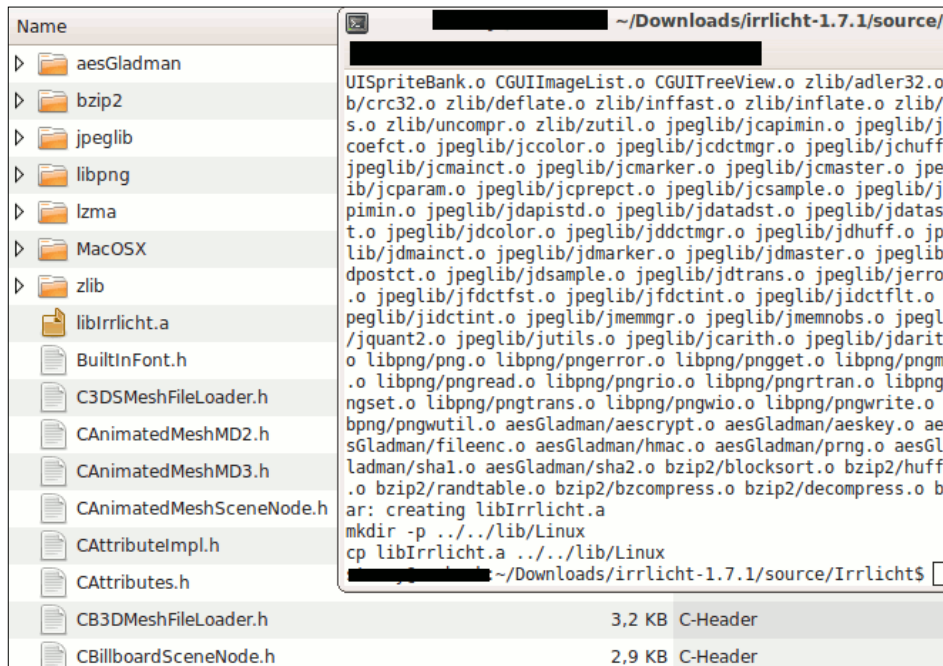 Name
aesGladman
bzip2
jpeglib
libpng
lzma
MacOSX
zlib
libIrrlicht.a
BuiltInFont.h
C3DSMeshFileLoader.h
CAnimatedMeshMD2.h
CAnimatedMeshMD3.h
CAnimatedMeshSceneNode.h
CAttributeImpl.h
CAttributes.h
CB3DMeshFileLoader.h 3,2 KB C-Header
CBillboardSceneNode.h 2,9 KB C-Header
~/Downloads/irrlicht-1.7.1/source/
UISpriteBank.o CGUIImageList.o CGUITreeView.o zlib/adler32.o
b/crc32.o zlib/deflate.o zlib/inffast.o zlib/inflate.o zlib/
s.o zlib/uncompr.o zlib/zutil.o jpeglib/jcapimin.o jpeglib/j
coefct.o jpeglib/jccolor.o jpeglib/jcdctmgr.o jpeglib/jchuff
jpeglib/jcmainct.o jpeglib/jcmarker.o jpeglib/jcmaster.o jpe
ib/jcparam.o jpeglib/jcprepct.o jpeglib/jcsample.o jpeglib/j
pimin.o jpeglib/jdapistd.o jpeglib/jdatadst.o jpeglib/jdatas
t.o jpeglib/jdcolor.o jpeglib/jddctmgr.o jpeglib/jdhuff.o jp
lib/jdmainct.o jpeglib/jdmarker.o jpeglib/jdmaster.o jpeglib
dpostct.o jpeglib/jdsample.o jpeglib/jdtrans.o jpeglib/jerro
.o jpeglib/jfdctfst.o jpeglib/jfdctint.o jpeglib/jidctflt.o
peglib/jidctint.o jpeglib/jmemmgr.o jpeglib/jmemnobs.o jpegl
/jquant2.o jpeglib/jutils.o jpeglib/jcarith.o jpeglib/jdarit
o libpng/png.o libpng/pngerror.o libpng/pngget.o libpng/pngm
.o libpng/pngread.o libpng/pngrio.o libpng/pngrtran.o libpng
ngset.o libpng/pngtrans.o libpng/pngwio.o libpng/pngwrite.o
bpng/pngwutil.o aesGladman/aescrypt.o aesGladman/aeskey.o ae
sGladman/fileenc.o aesGladman/hmac.o aesGladman/prng.o aesGl
ladman/sha1.o aesGladman/sha2.o bzip2/blocksort.o bzip2/huff
.o bzip2/randtable.o bzip2/bzcompress.o bzip2/decompress.o b
ar: creating libIrrlicht.a
mkdir -p ../../lib/Linux
cp libIrrlicht.a ../../lib/Linux
:~/Downloads/irrlicht-1.7.1/source/Irrlicht$